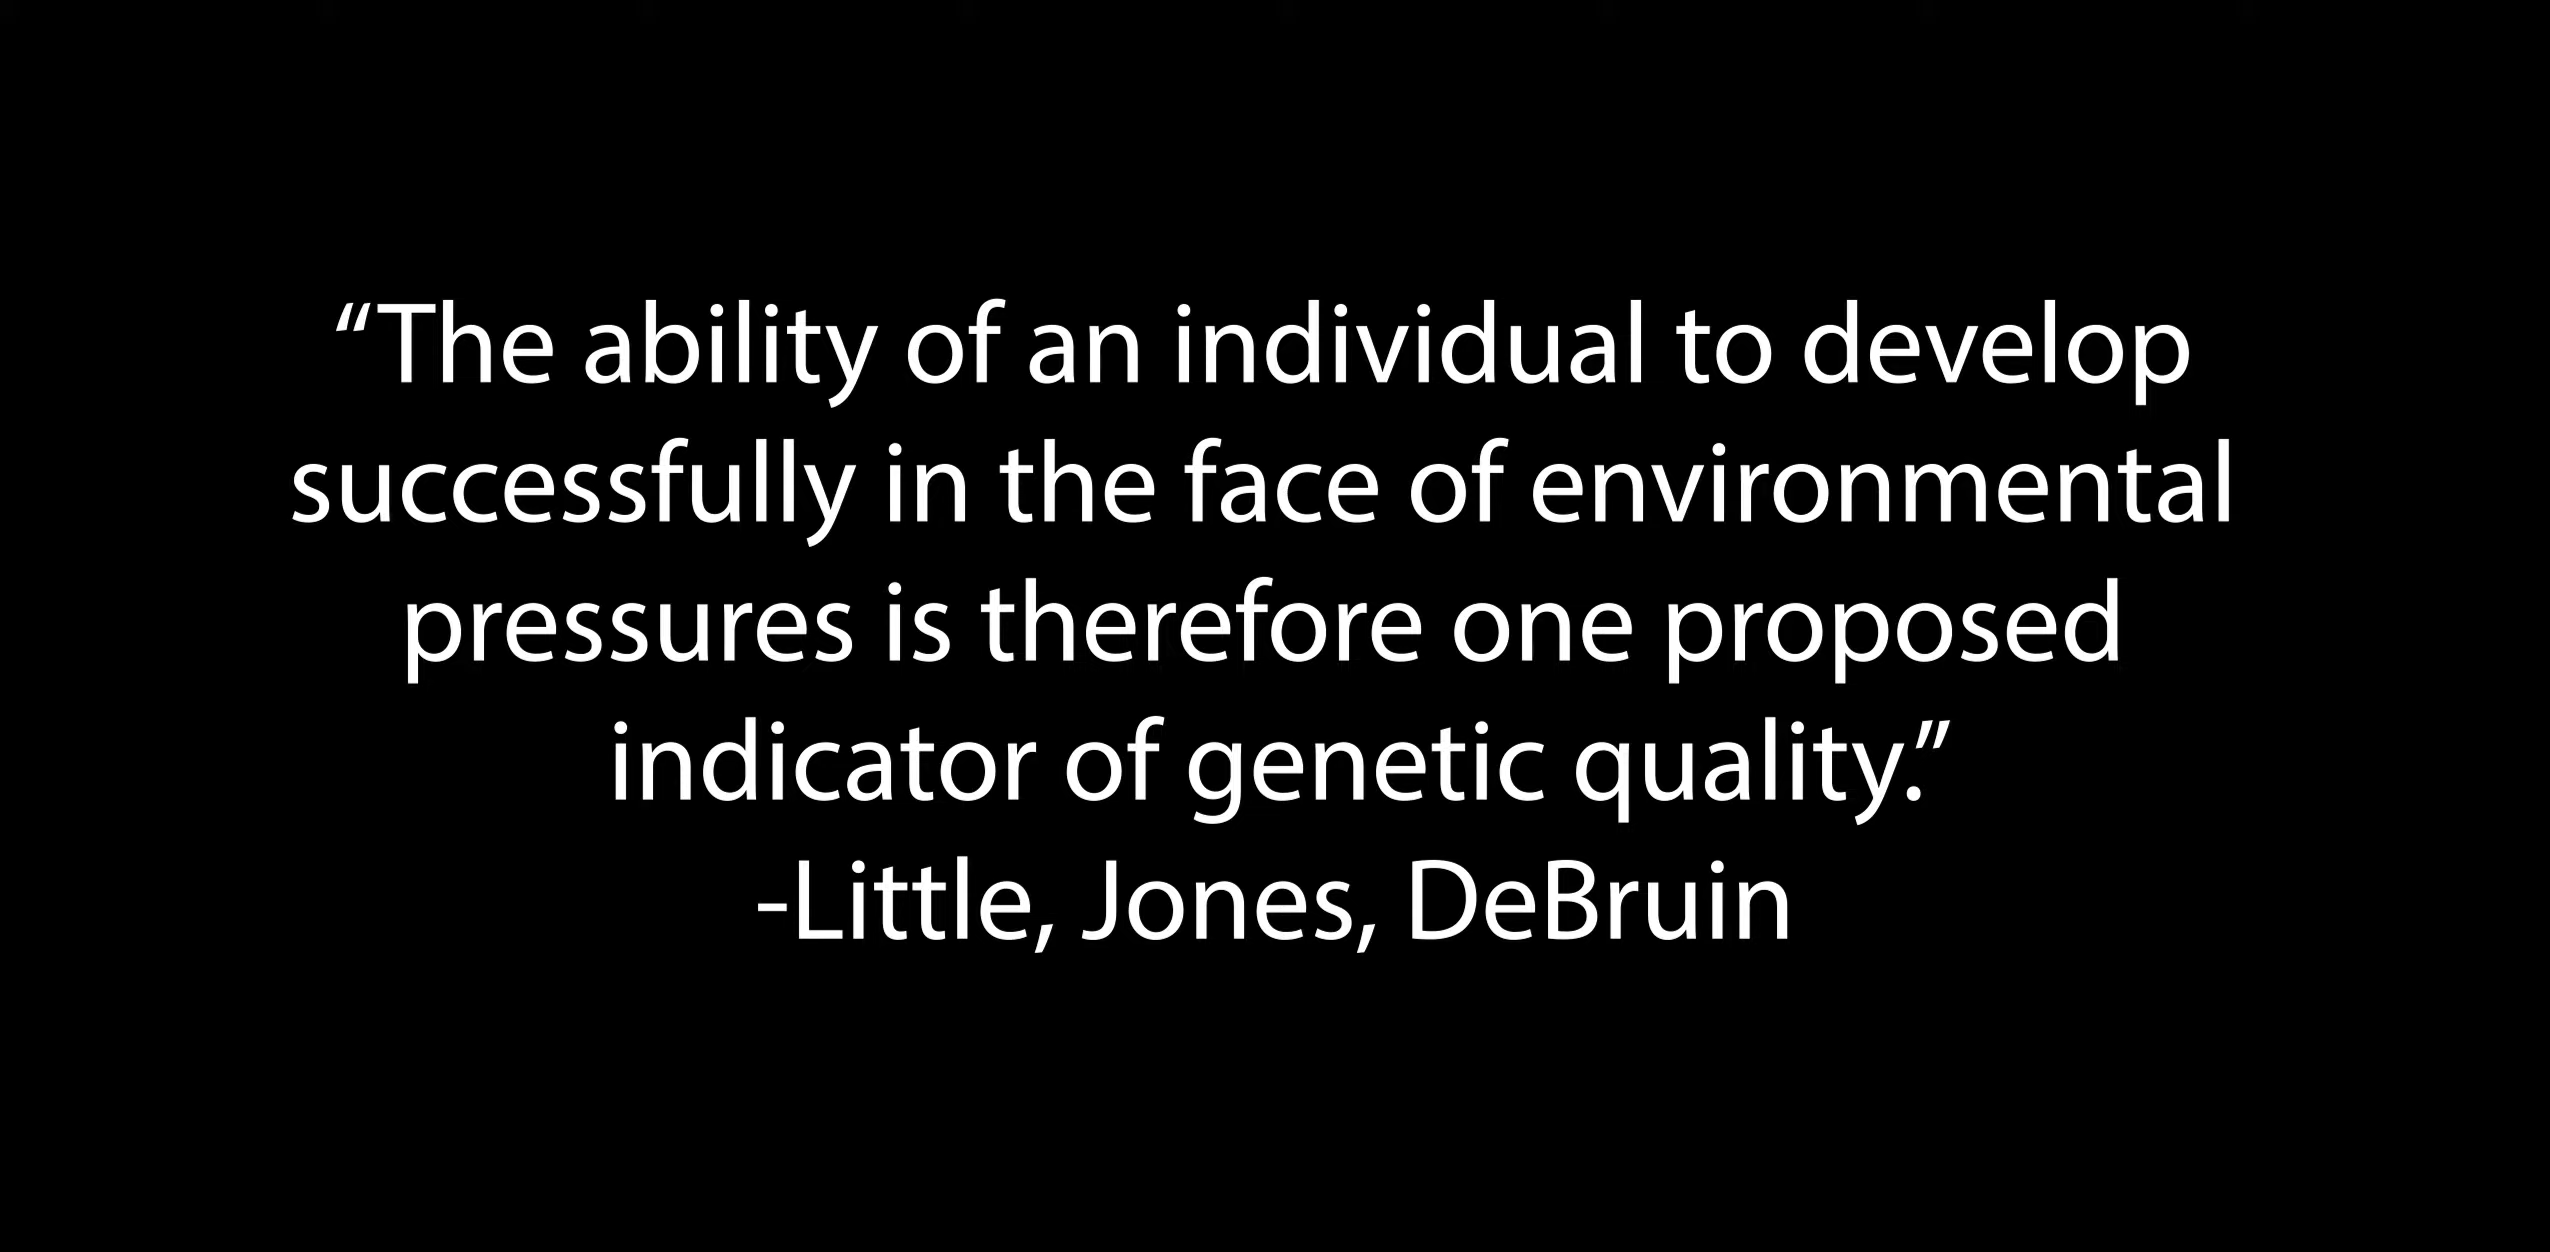 “The ability of an individual to develop
successfully in the face of environmental
pressures is therefore one proposed
indicator of genetic quality.”
-Little, Jones, DeBruin